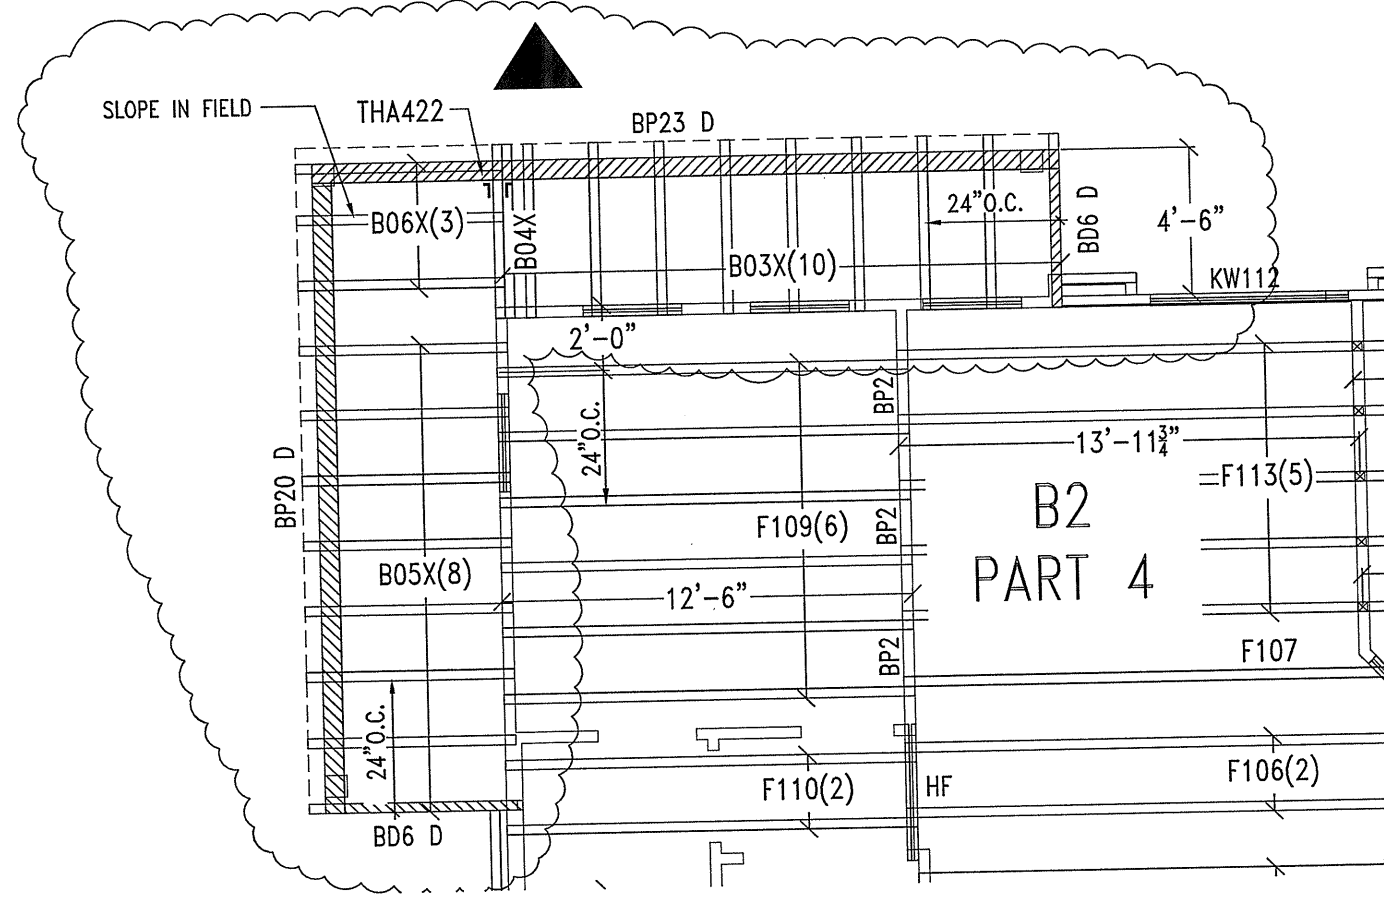 SLOPE IN FIELD
THA422
BP23 D
B06X(3)
B04X
24"O.C.
BD6 D
4'-6"
B03X(10)
KW112
2'-0"
BP2
24"O.C.
13'-11¾"
F113(5)
BP20 D
B2
PART 4
F109(6)
BP2
B05X(8)
12'-6"
BP2
F107
24"O.C.
F110(2)
HF
F106(2)
BD6 D